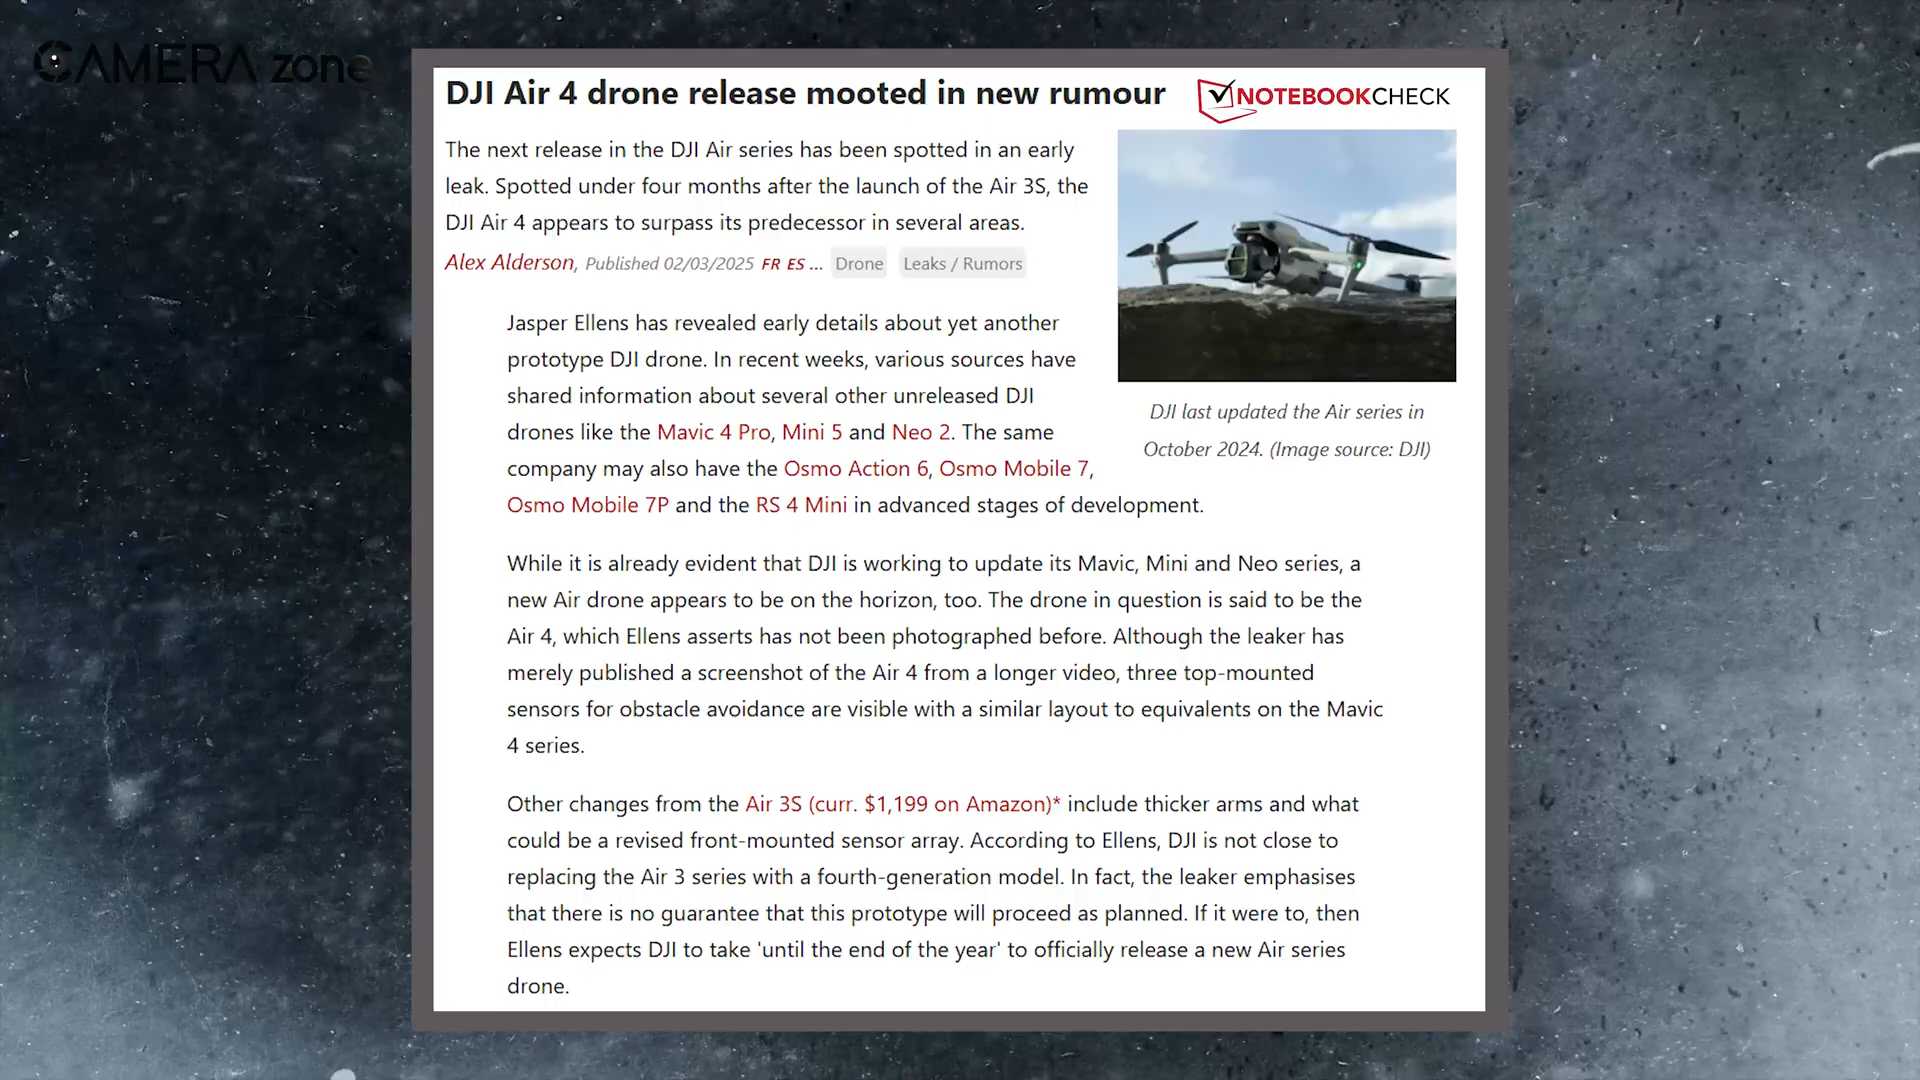 CAMERA zone
DJI Air 4 drone release mooted in new rumour
NOTEBOOKCHECK
The next release in the DJI Air series has been spotted in an early
leak. Spotted under four months after the launch of the Air 3S, the
DJI Air 4 appears to surpass its predecessor in several areas.
Alex Alderson, Published 02/03/2025 FR ES ... Drone Leaks / Rumors
Jasper Ellens has revealed early details about yet another
prototype DJI drone. In recent weeks, various sources have
shared information about several other unreleased DJI
drones like the Mavic 4 Pro, Mini 5 and Neo 2. The same
company may also have the Osmo Action 6, Osmo Mobile 7,
Osmo Mobile 7P and the RS 4 Mini in advanced stages of development.
DJI last updated the Air series in
October 2024. (Image source: DJI)
While it is already evident that DJI is working to update its Mavic, Mini and Neo series, a
new Air drone appears to be on the horizon, too. The drone in question is said to be the
Air 4, which Ellens asserts has not been photographed before. Although the leaker has
merely published a screenshot of the Air 4 from a longer video, three top-mounted
sensors for obstacle avoidance are visible with a similar layout to equivalents on the Mavic
4 series.
Other changes from the Air 3S (curr. $1,199 on Amazon)* include thicker arms and what
could be a revised front-mounted sensor array. According to Ellens, DJI is not close to
replacing the Air 3 series with a fourth-generation model. In fact, the leaker emphasises
that there is no guarantee that this prototype will proceed as planned. If it were to, then
Ellens expects DJI to take 'until the end of the year' to officially release a new Air series
drone.